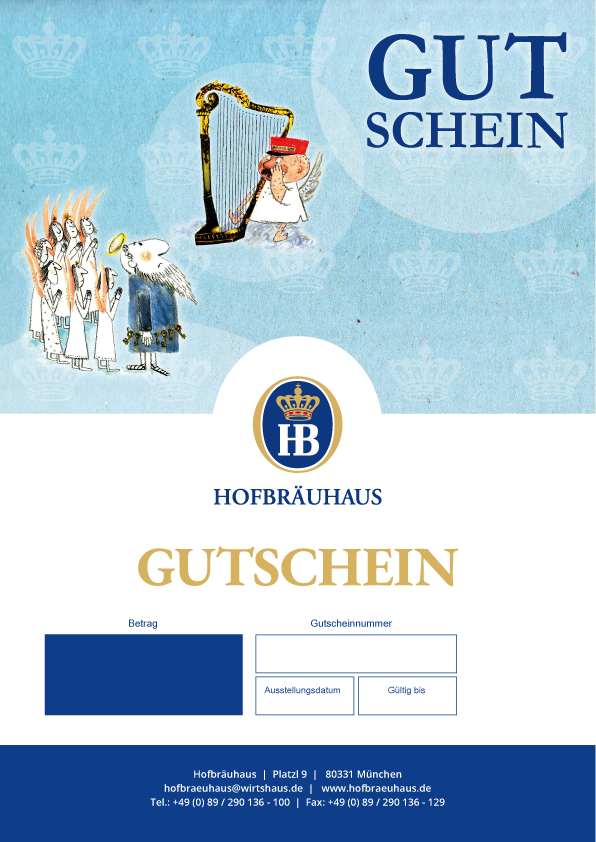 GUT
SCHEIN
HB
HOFBRÄUHAUS
GUTSCHEIN
Betrag
Gutscheinnummer
Ausstellungsdatum
Gültig bis
Hofbräuhaus | Platzl 9 | 80331 München
hofbraeuhaus@wirtshaus.de | www.hofbraeuhaus.de
Tel.: +49 (0) 89 / 290 136 - 100 | Fax: +49 (0) 89 / 290 136 - 129